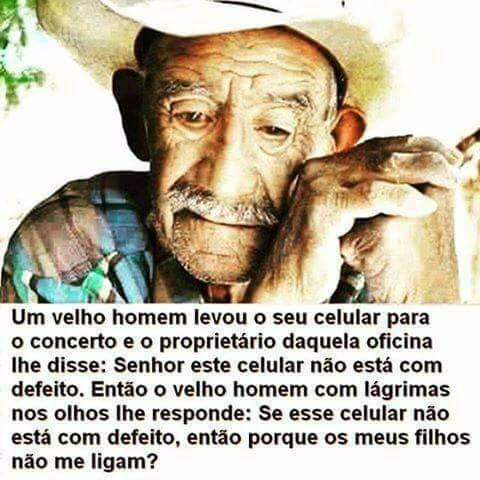 Um velho homem levou o seu celular para
o concerto e o proprietário daquela oficina
lhe disse: Senhor este celular não está com
defeito. Então o velho homem com lágrimas
nos olhos lhe responde: Se esse celular não
está com defeito, então porque os meus filhos
não me ligam?